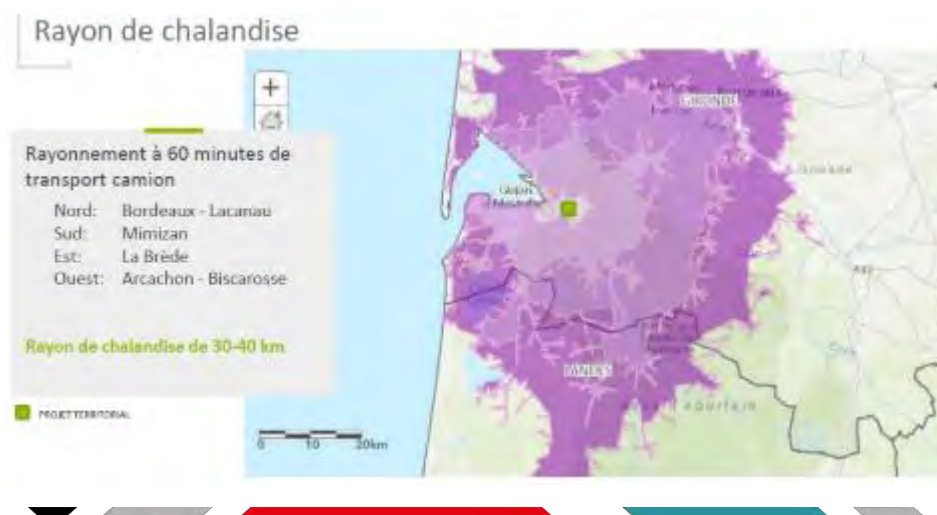 Rayon de chalandise
+
Rayonnement à 60 minutes de
transport camion
Nord: Bordeaux - Lacanau
Sud: Mimizan
Est: La Brède
Ouest: Arcachon - Biscarosse
Rayon de chalandise de 30-40 km
PROJET TERRITORIAL
0 10 20km
GIRONDE
LANDES